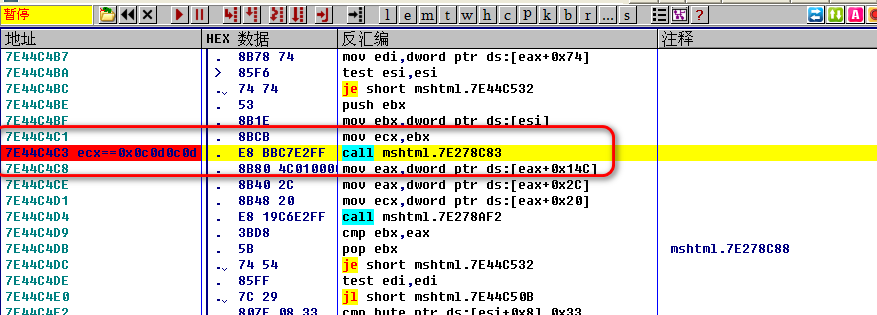 暂停 l e m t w h c p k b r ... s ?
地址 HEX 数据 反汇编 注释
7E44C4B7 . 8B78 74 mov edi,dword ptr ds:[eax+0x74]
7E44C4BA > 85F6 test esi,esi
7E44C4BC . 74 74 je short mshtml.7E44C532
7E44C4BE . 53 push ebx
7E44C4BF . 8B1E mov ebx,dword ptr ds:[esi]
7E44C4C1 . 8BCB mov ecx,ebx
7E44C4C3 ecx==0x0c0d0c0d . E8 BBC7E2FF call mshtml.7E278C83
7E44C4C8 . 8B80 4C01000 mov eax,dword ptr ds:[eax+0x14C]
7E44C4CE . 8B40 2C mov eax,dword ptr ds:[eax+0x2C]
7E44C4D1 . 8B48 20 mov ecx,dword ptr ds:[eax+0x20]
7E44C4D4 . E8 19C6E2FF call mshtml.7E278AF2
7E44C4D9 . 3BD8 cmp ebx,eax
7E44C4DB . 5B pop ebx mshtml.7E278C88
7E44C4DC . 74 54 je short mshtml.7E44C532
7E44C4DE . 85FF test edi,edi
7E44C4E0 . 7C 29 jl short mshtml.7E44C50B
7E44C4E2 . 807E 08 33 cmp byte ptr ds:[esi+0x8],0x33